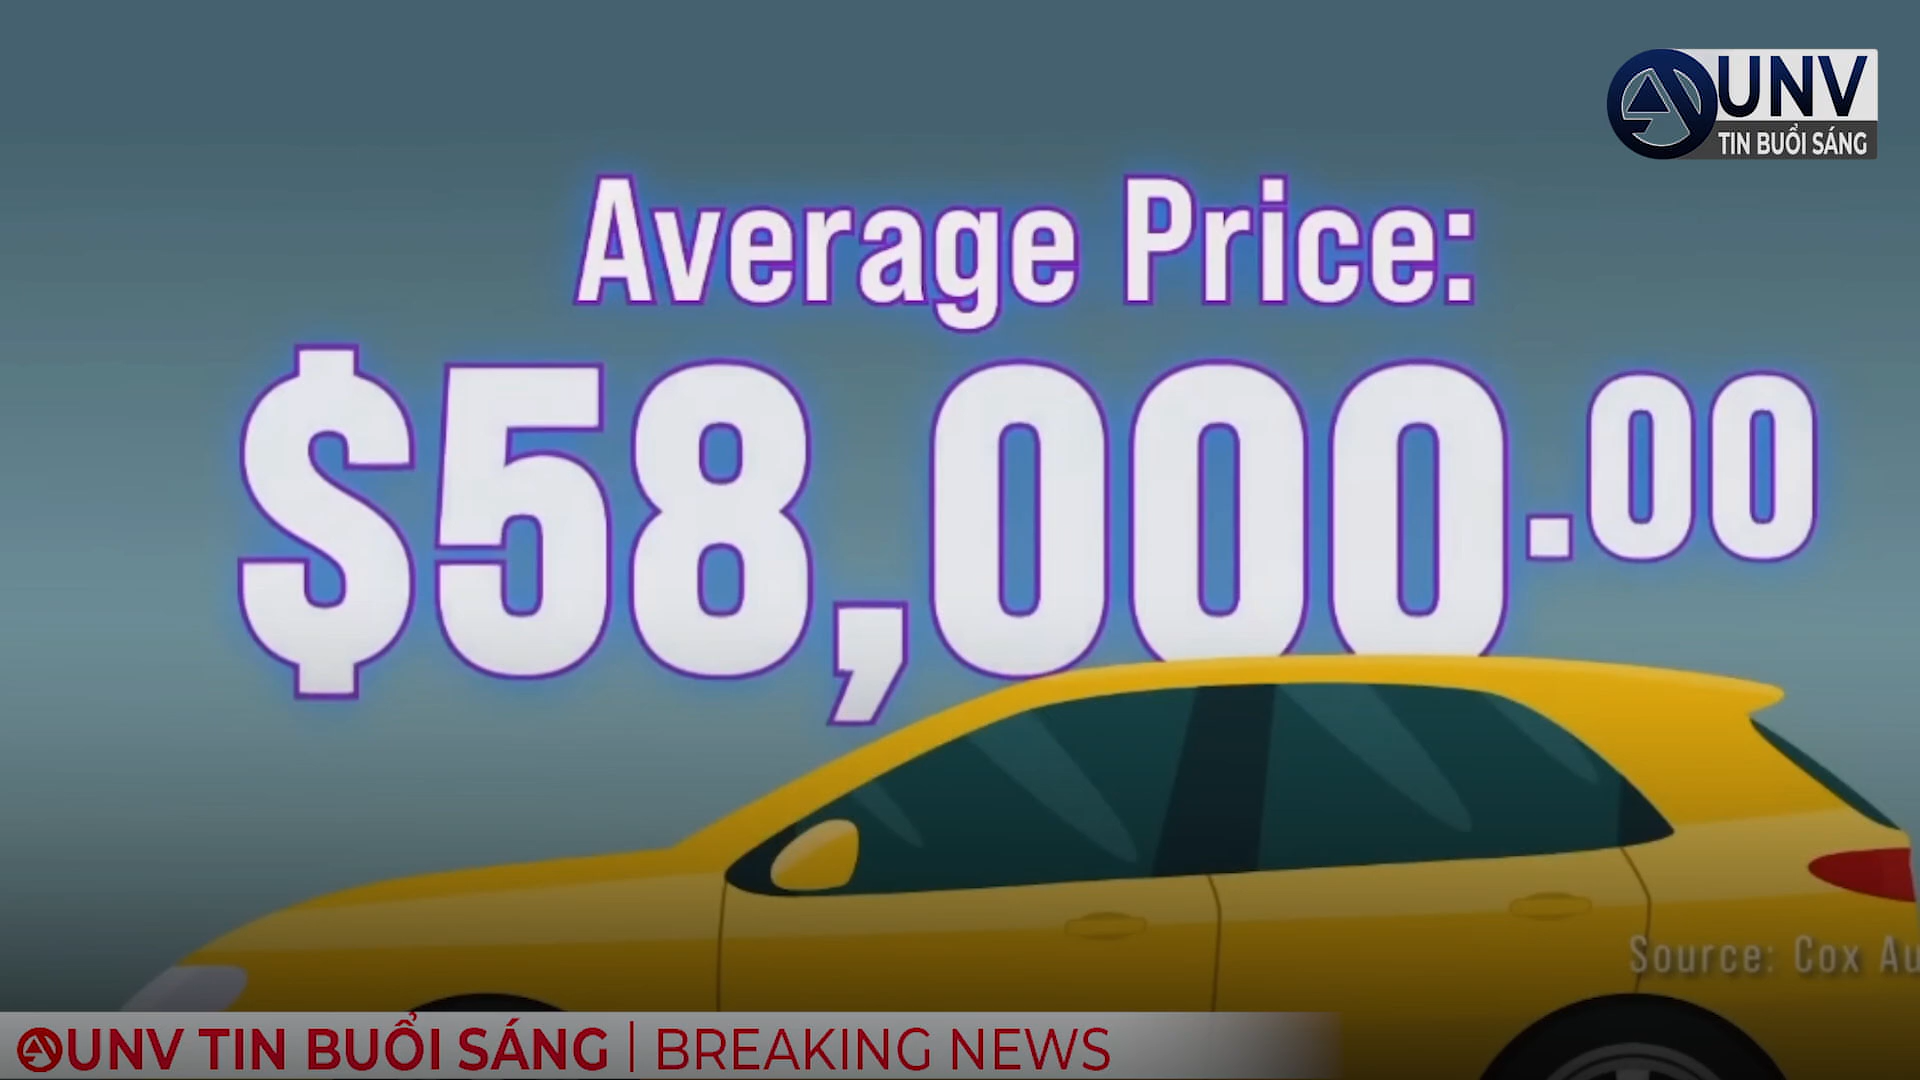 UNV
TIN BUỔI SÁNG
Average Price:
$58,000.00
Source: Cox
UNV TIN BUỔI SÁNG | BREAKING NEWS